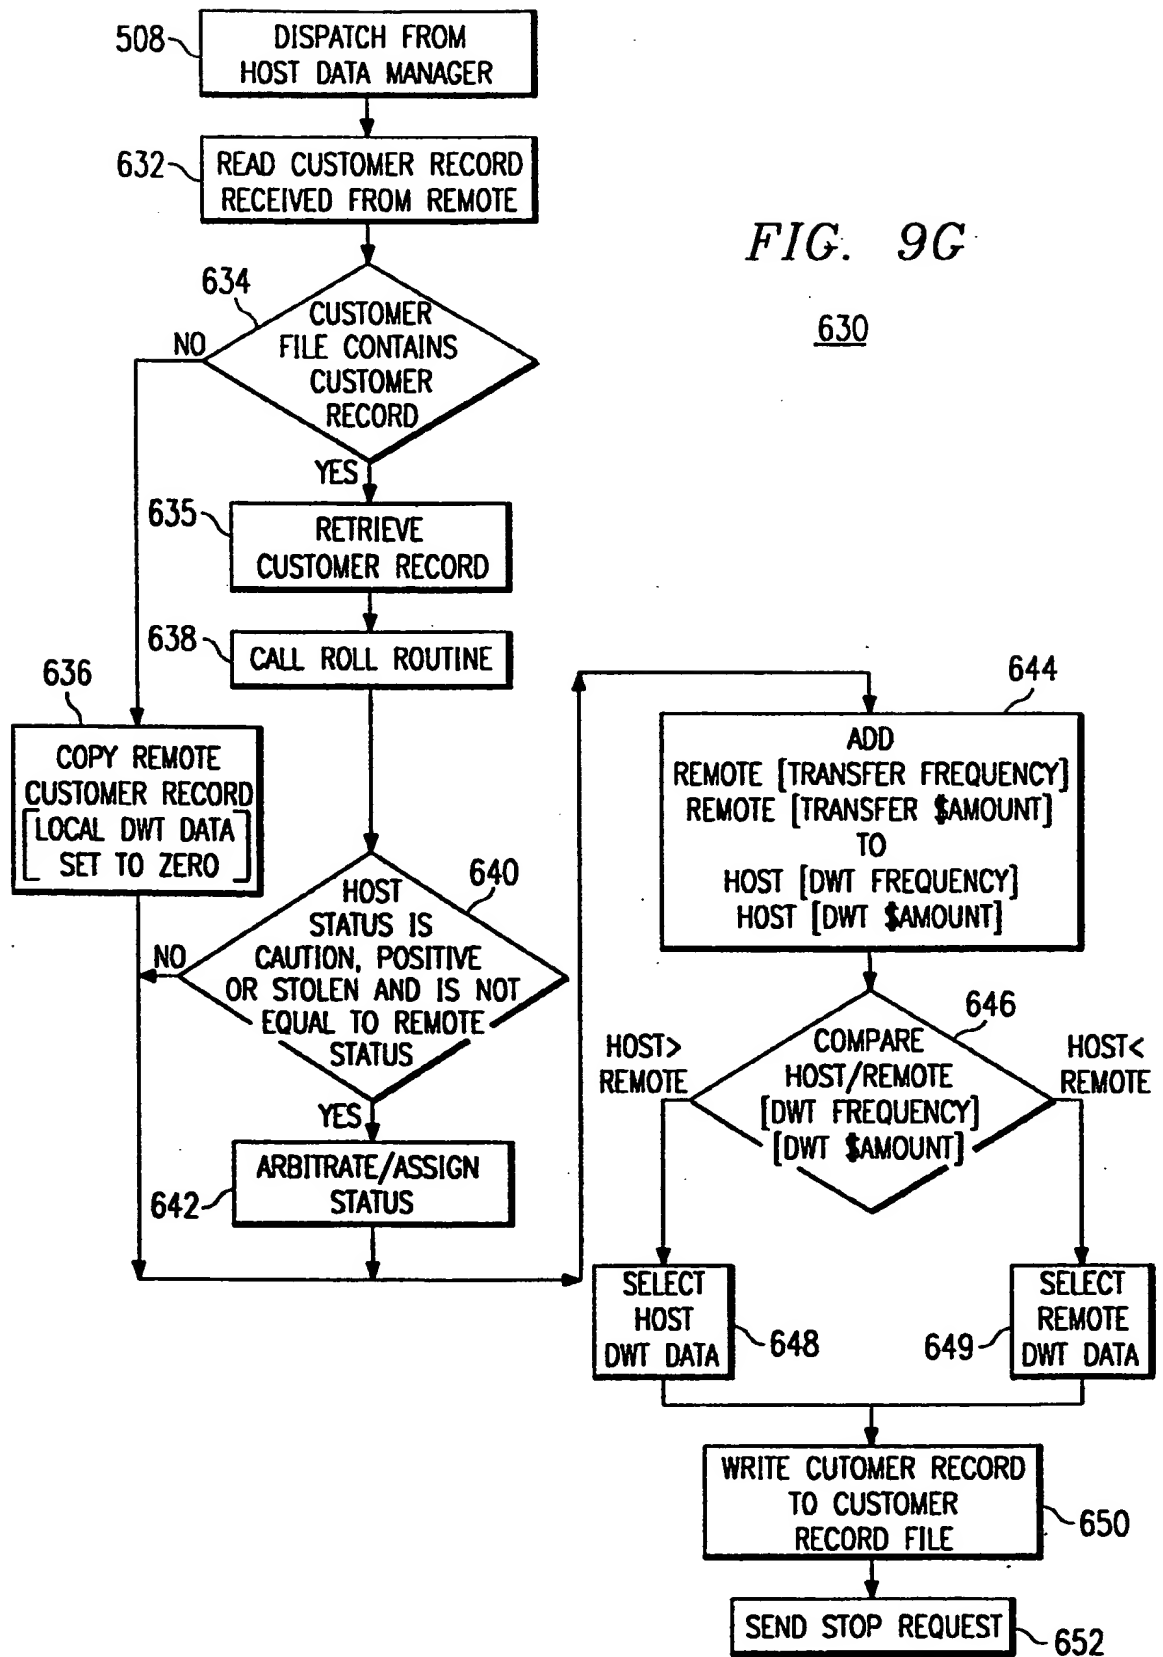 508
DISPATCH FROM
HOST DATA MANAGER
632
READ CUSTOMER RECORD
RECEIVED FROM REMOTE
FIG. 9G
630
634
CUSTOMER
FILE CONTAINS
CUSTOMER
RECORD
NO
YES
635
RETRIEVE
CUSTOMER RECORD
638
CALL ROLL ROUTINE
636
COPY REMOTE
CUSTOMER RECORD
[LOCAL DWT DATA
SET TO ZERO]
640
HOST
STATUS IS
CAUTION, POSITIVE
OR STOLEN AND IS NOT
EQUAL TO REMOTE
STATUS
NO
YES
642
ARBITRATE/ASSIGN
STATUS
644
ADD
REMOTE [TRANSFER FREQUENCY]
REMOTE [TRANSFER $AMOUNT]
TO
HOST [DWT FREQUENCY]
HOST [DWT $AMOUNT]
646
COMPARE
HOST/REMOTE
[DWT FREQUENCY]
[DWT $AMOUNT]
HOST>
REMOTE
HOST<
REMOTE
SELECT
HOST
DWT DATA
648
649
SELECT
REMOTE
DWT DATA
WRITE CUTOMER RECORD
TO CUSTOMER
RECORD FILE
650
SEND STOP REQUEST
652